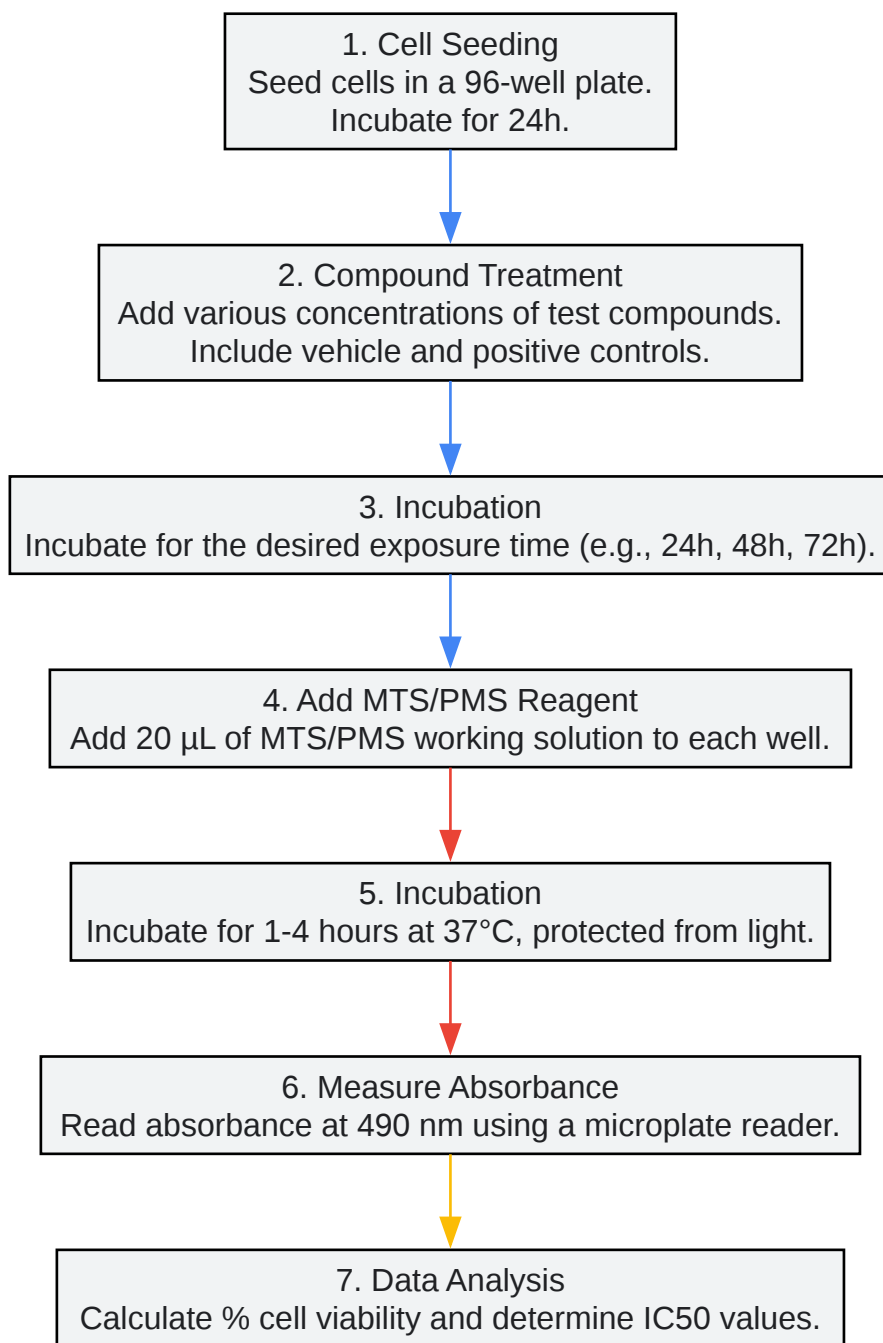 1. Cell Seeding
Seed cells in a 96-well plate.
Incubate for 24h.
2. Compound Treatment
Add various concentrations of test compounds.
Include vehicle and positive controls.
3. Incubation
Incubate for the desired exposure time (e.g., 24h, 48h, 72h).
4. Add MTS/PMS Reagent
Add 20 µL of MTS/PMS working solution to each well.
5. Incubation
Incubate for 1-4 hours at 37°C, protected from light.
6. Measure Absorbance
Read absorbance at 490 nm using a microplate reader.
7. Data Analysis
Calculate % cell viability and determine IC50 values.